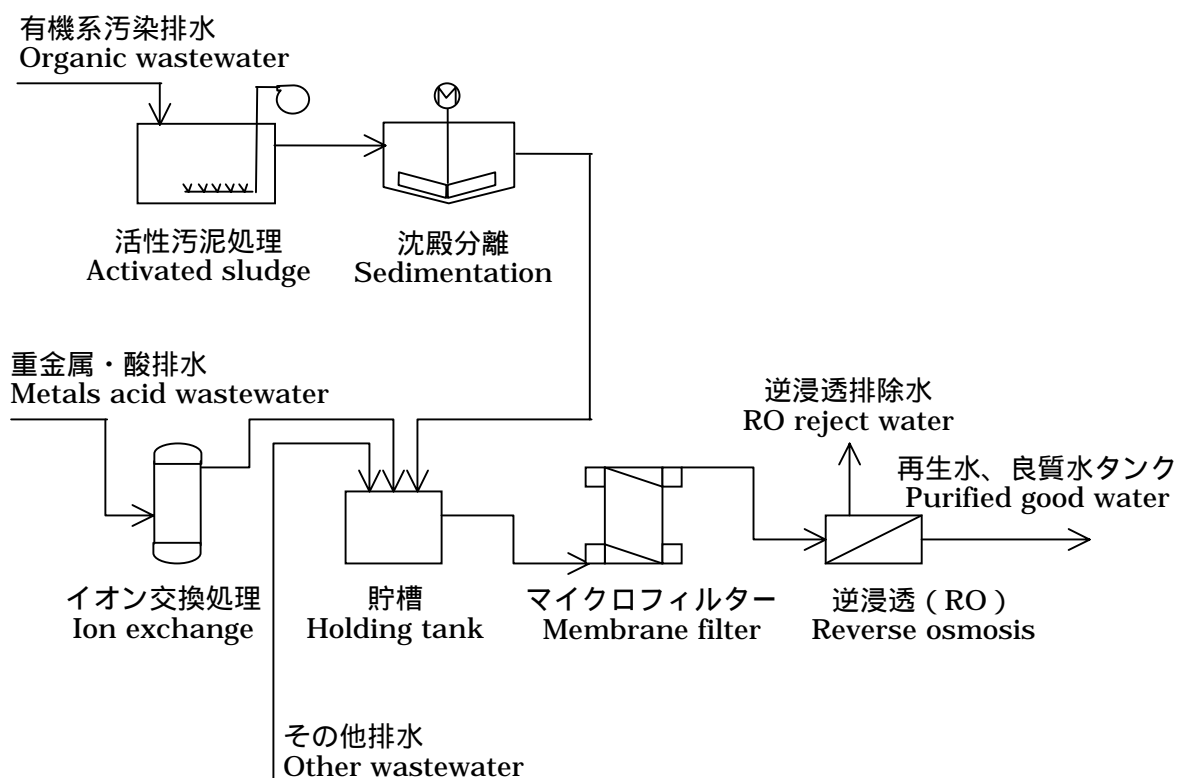 有機系汚染排水
Organic wastewater
M
活性汚泥処理
Activated sludge
沈殿分離
Sedimentation
重金属・酸排水
Metals acid wastewater
逆浸透排除水
RO reject water
再生水、良質水タンク
Purified good water
イオン交換処理
Ion exchange
貯槽
Holding tank
マイクロフィルター
Membrane filter
逆浸透（RO）
Reverse osmosis
その他排水
Other wastewater